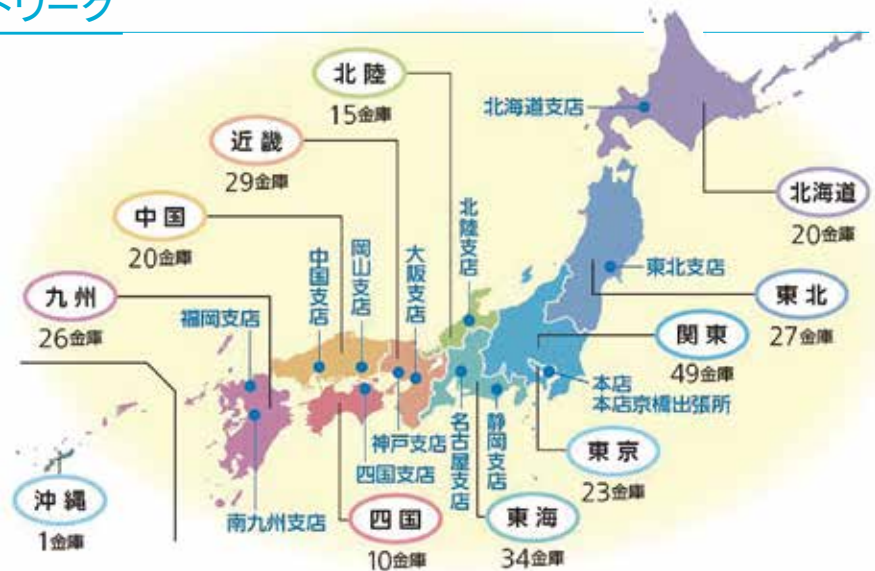 トワーク
北陸
15金庫
近畿
29金庫
中国
20金庫
九州
26金庫
沖縄
1金庫
北海道
20金庫
東北
27金庫
関東
49金庫
東京
23金庫
東海
34金庫
四国
10金庫
北海道支店
東北支店
北陸支店
大阪支店
岡山支店
中国支店
福岡支店
本店
本店京橋出張所
静岡支店
名古屋支店
神戸支店
四国支店
南九州支店